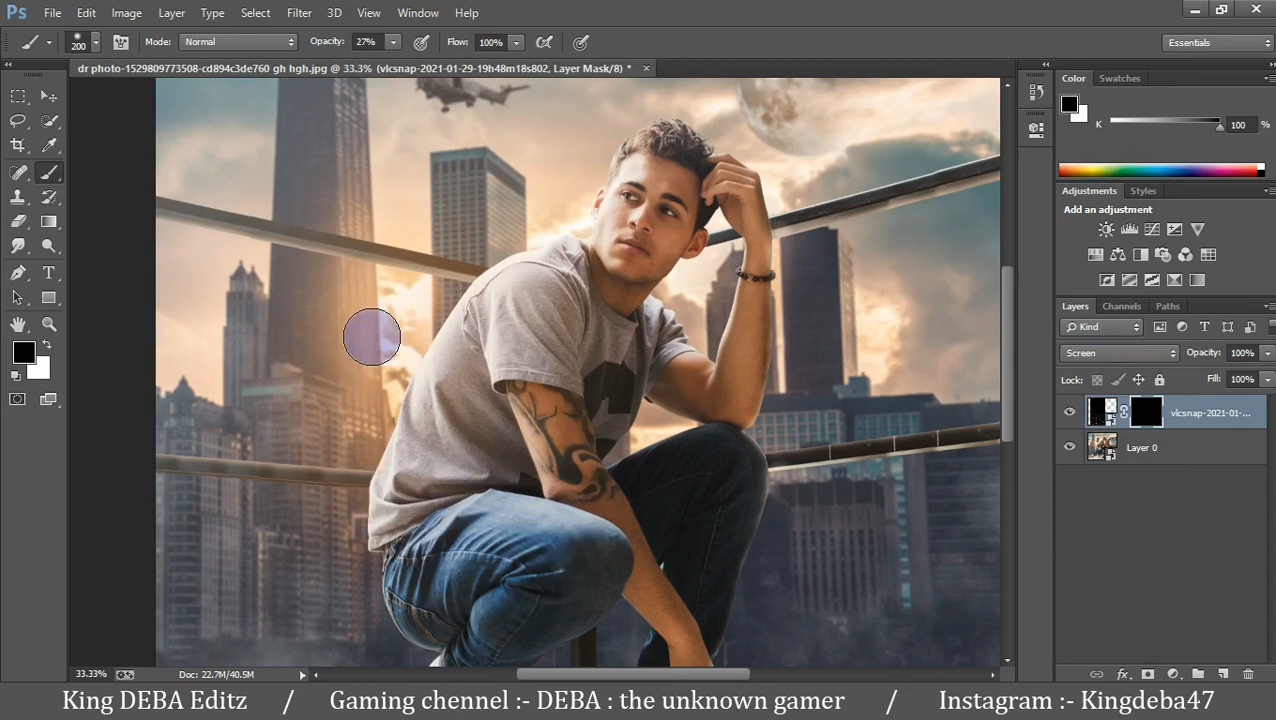 Ps File Edit Image Layer Type Select Filter 3D View Window Help
200 Mode: Normal Opacity: 27% Flow: 100% Essentials
dr photo-1529809773508-cd894c3de760 gh hgh.jpg @ 33.3% (vlcsnap-2021-01-29-19h48m18s802, Layer Mask/8) * ×
Color Swatches
K 100 %
Adjustments Styles
Add an adjustment
Layers Channels Paths
Kind
Screen Opacity: 100%
Lock: Fill: 100%
vlcsnap-2021-01-...
Layer 0
33.33% Doc: 22.7M/40.5M
King DEBA Editz / Gaming chennel :- DEBA : the unknown gamer / Instagram :- Kingdeba47